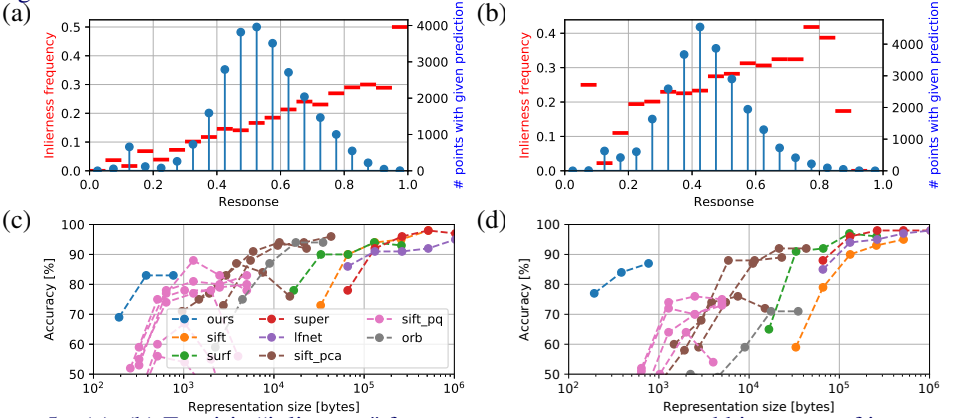 (a)
0.5
0.4
0.3
0.2
0.1
0.0
Inlierness frequency
4000
3000
2000
1000
0
# points with given prediction
0.0 0.2 0.4 0.6 0.8 1.0
Response
(b)
0.4
0.3
0.2
0.1
0.0
Inlierness frequency
4000
3000
2000
1000
0
# points with given prediction
0.0 0.2 0.4 0.6 0.8 1.0
Response
(c)
100
90
80
70
60
50
Accuracy [%]
ours super sift_pq
sift lfnet orb
surf sift_pca
10² 10³ 10⁴ 10⁵ 10⁶
Representation size [bytes]
(d)
100
90
80
70
60
50
Accuracy [%]
10² 10³ 10⁴ 10⁵ 10⁶
Representation size [bytes]